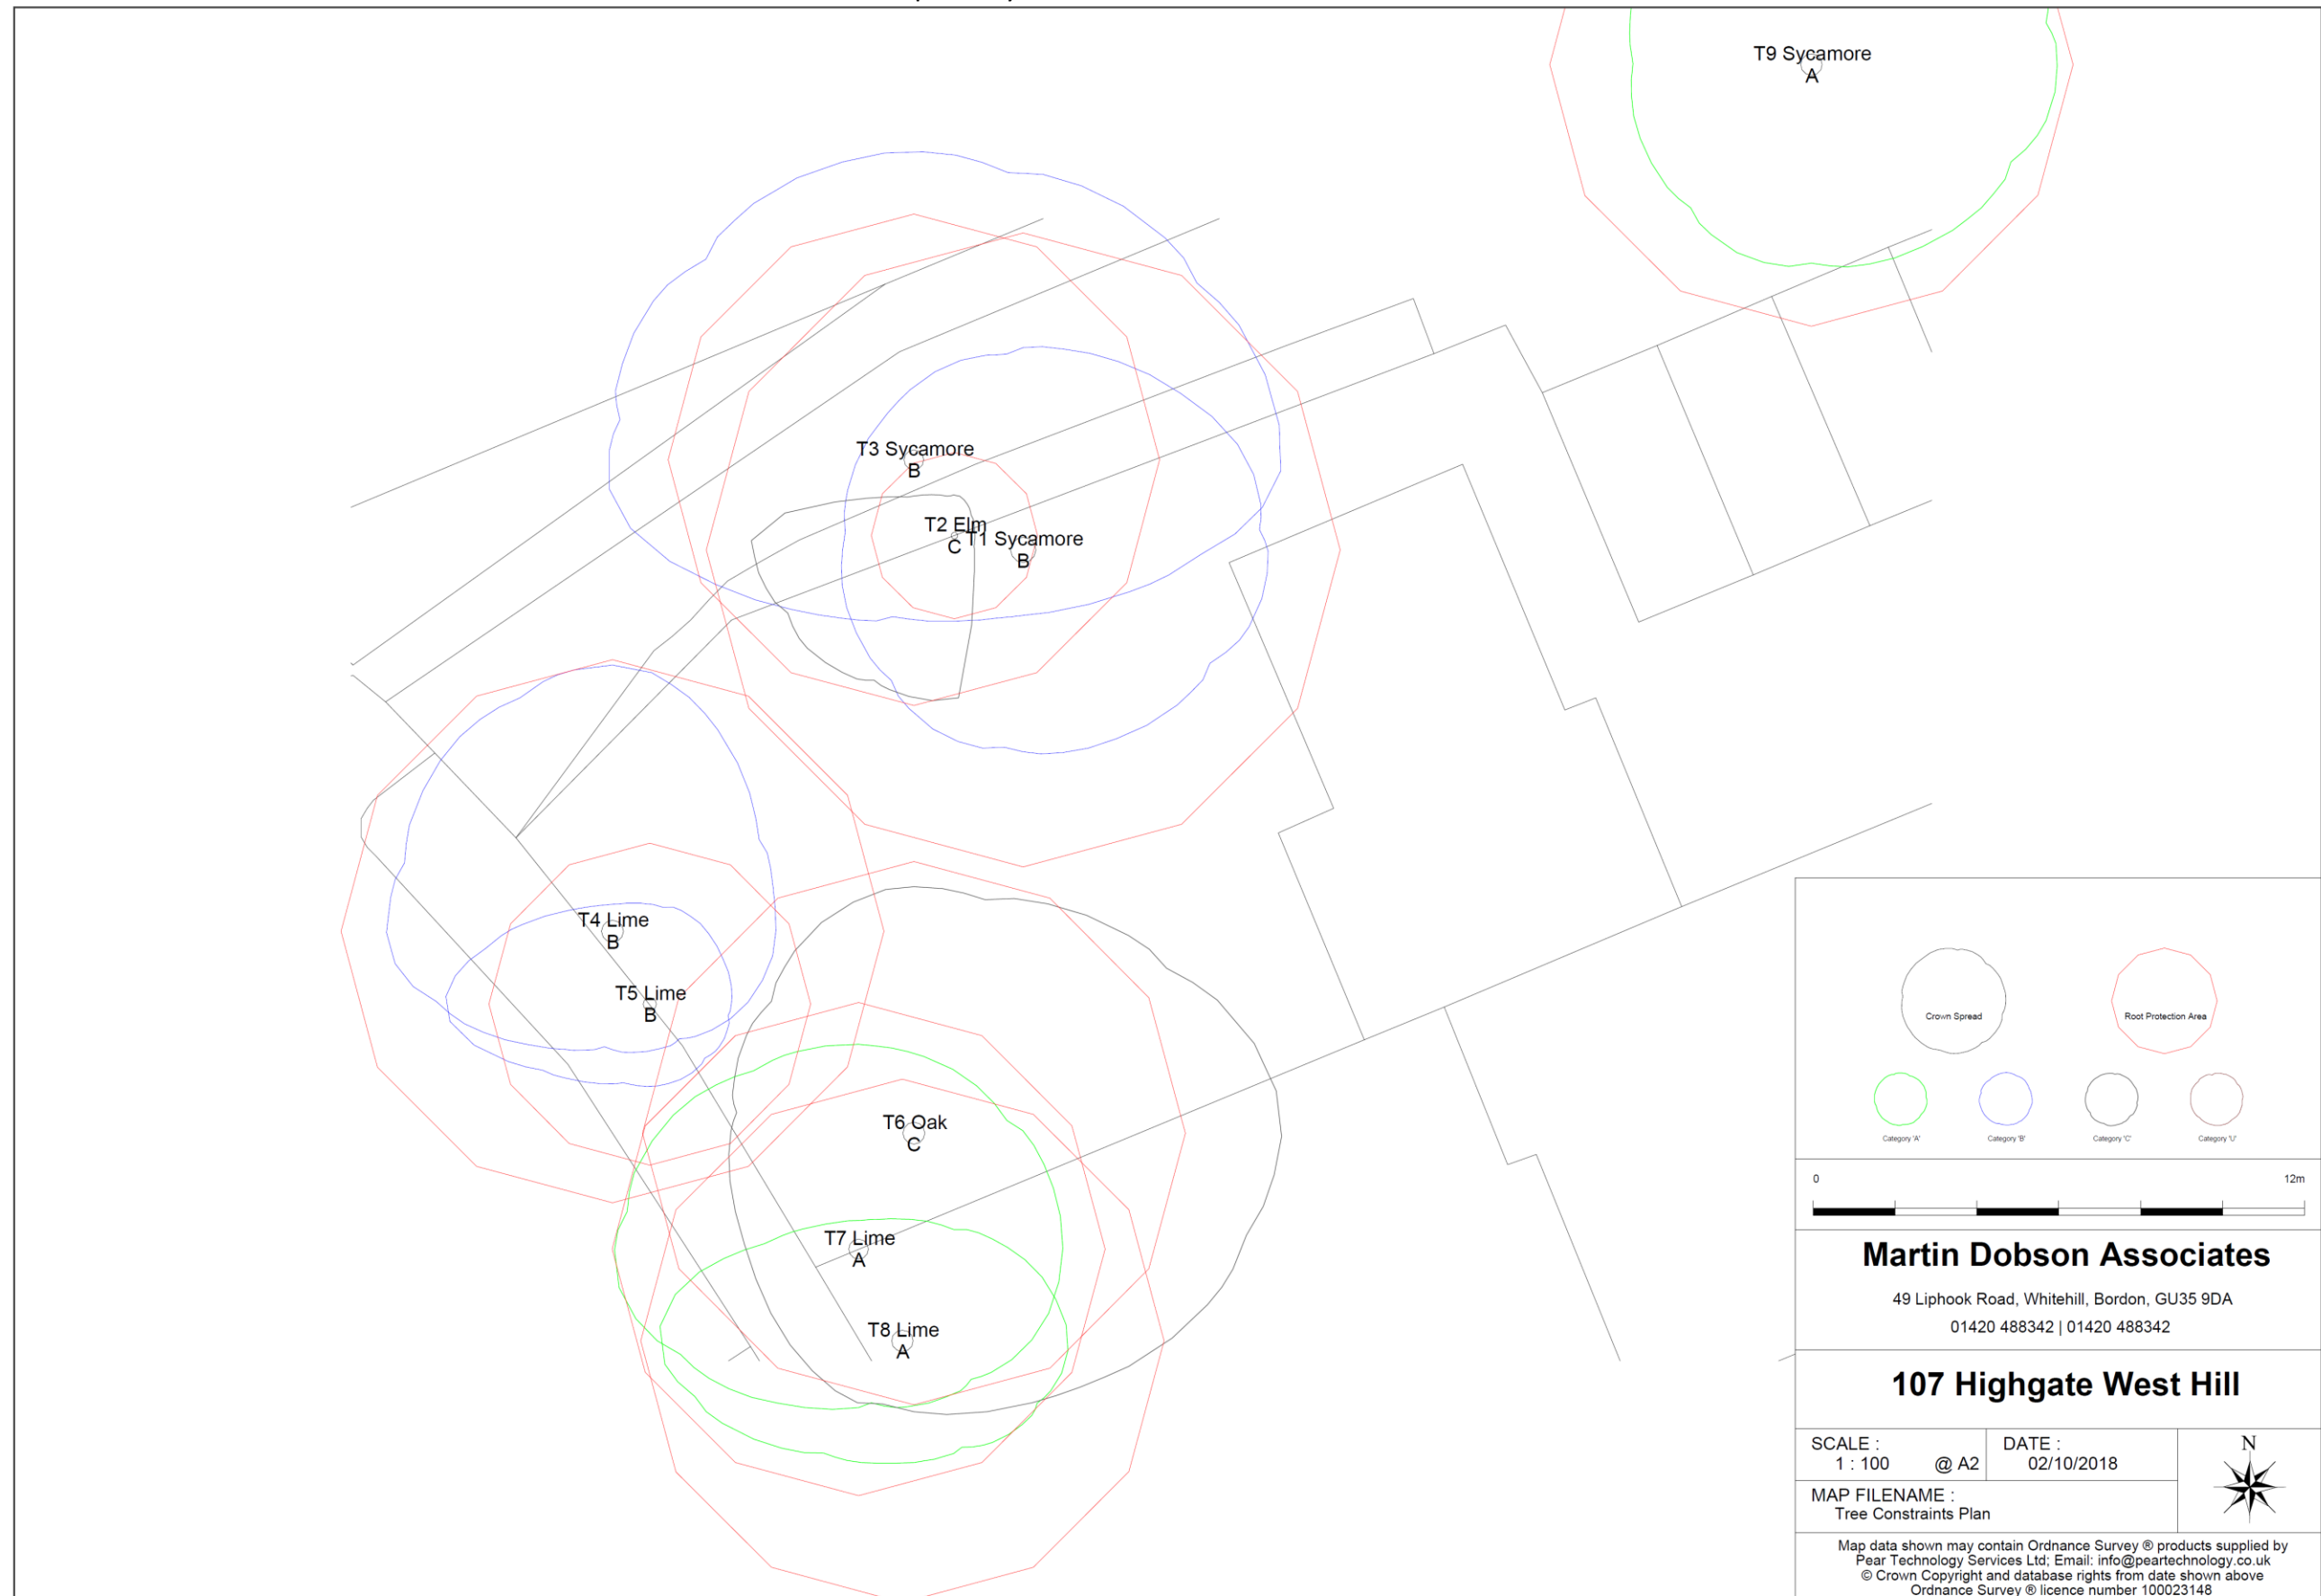 T9 Sycamore
A
T3 Sycamore
B
T2 Elm
C
T1 Sycamore
B
T4 Lime
B
T5 Lime
B
T6 Oak
C
T7 Lime
A
T8 Lime
A
Crown Spread
Root Protection Area
Category 'A'
Category 'B'
Category 'C'
Category 'U'
0
12m
Martin Dobson Associates
49 Liphook Road, Whitehill, Bordon, GU35 9DA
01420 488342 | 01420 488342
107 Highgate West Hill
SCALE :
1 : 100 @ A2
DATE :
02/10/2018
N
MAP FILENAME :
Tree Constraints Plan
Map data shown may contain Ordnance Survey ® products supplied by
Pear Technology Services Ltd; Email: info@peartechnology.co.uk
© Crown Copyright and database rights from date shown above
Ordnance Survey ® licence number 100023148